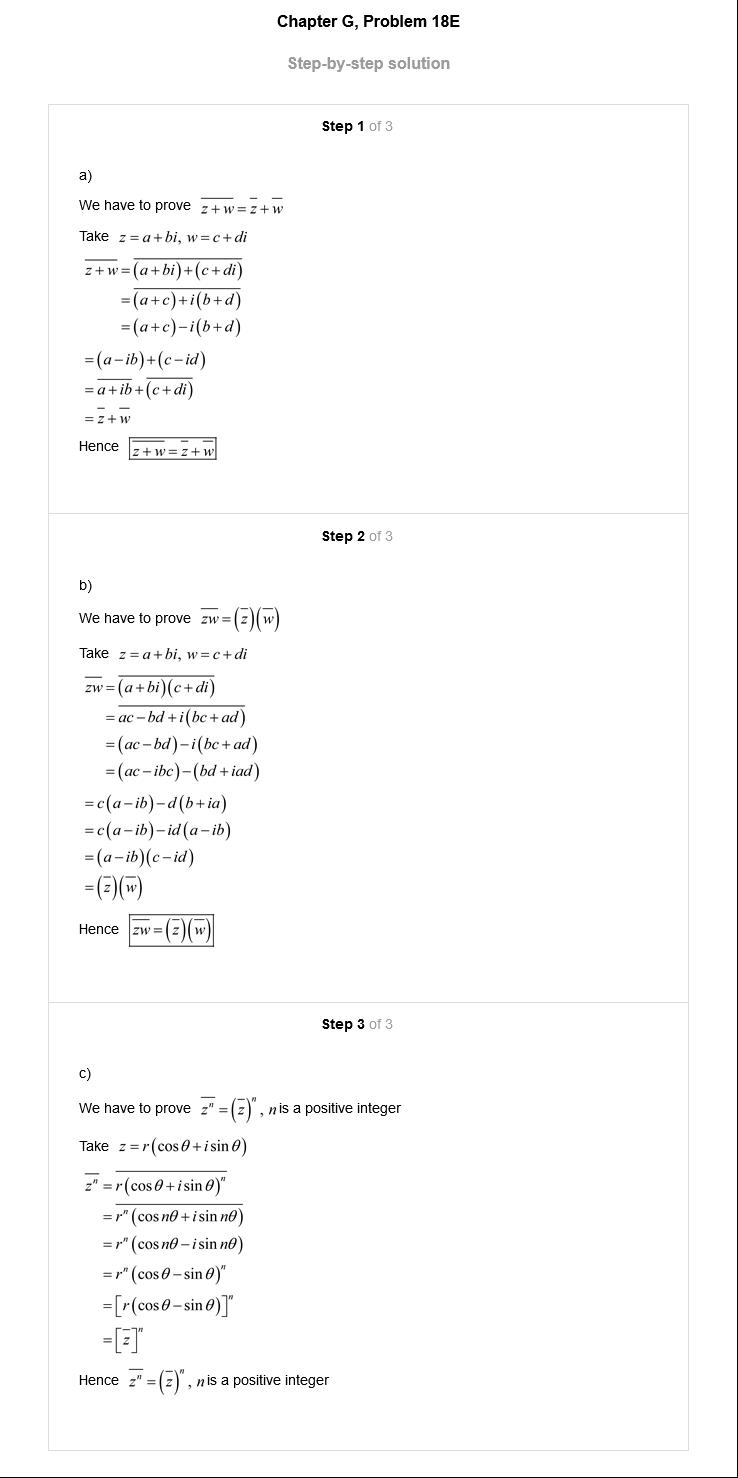 Chapter G, Problem 18E
Step-by-step solution
Step 1 of 3
a)
We have to prove $\overline{z+w}=\overline{z}+\overline{w}$
Take $z=a+bi, w=c+di$
$\overline{z+w}=\overline{(a+bi)+(c+di)}$
$=\overline{(a+c)+i(b+d)}$
$=(a+c)-i(b+d)$
$=(a-ib)+(c-id)$
$=\overline{a+ib}+\overline{(c+di)}$
$=\overline{z}+\overline{w}$
Hence $\boxed{\overline{z+w}=\overline{z}+\overline{w}}$
Step 2 of 3
b)
We have to prove $\overline{zw}=(\overline{z})(\overline{w})$
Take $z=a+bi, w=c+di$
$\overline{zw}=\overline{(a+bi)(c+di)}$
$=\overline{ac-bd+i(bc+ad)}$
$=(ac-bd)-i(bc+ad)$
$=(ac-ibc)-(bd+iad)$
$=c(a-ib)-d(b+ia)$
$=c(a-ib)-id(a-ib)$
$=(a-ib)(c-id)$
$=(\overline{z})(\overline{w})$
Hence $\boxed{\overline{zw}=(\overline{z})(\overline{w})}$
Step 3 of 3
c)
We have to prove $\overline{z^n}=(\overline{z})^n$, $n$ is a positive integer
Take $z=r(\cos\theta+i\sin\theta)$
$\overline{z^n}=\overline{r(\cos\theta+i\sin\theta)^n}$
$=\overline{r^n(\cos n\theta+i\sin n\theta)}$
$=r^n(\cos n\theta-i\sin n\theta)$
$=r^n(\cos\theta-\sin\theta)^n$
$=[r(\cos\theta-\sin\theta)]^n$
$=[\overline{z}]^n$
Hence $\overline{z^n}=(\overline{z})^n$, $n$ is a positive integer